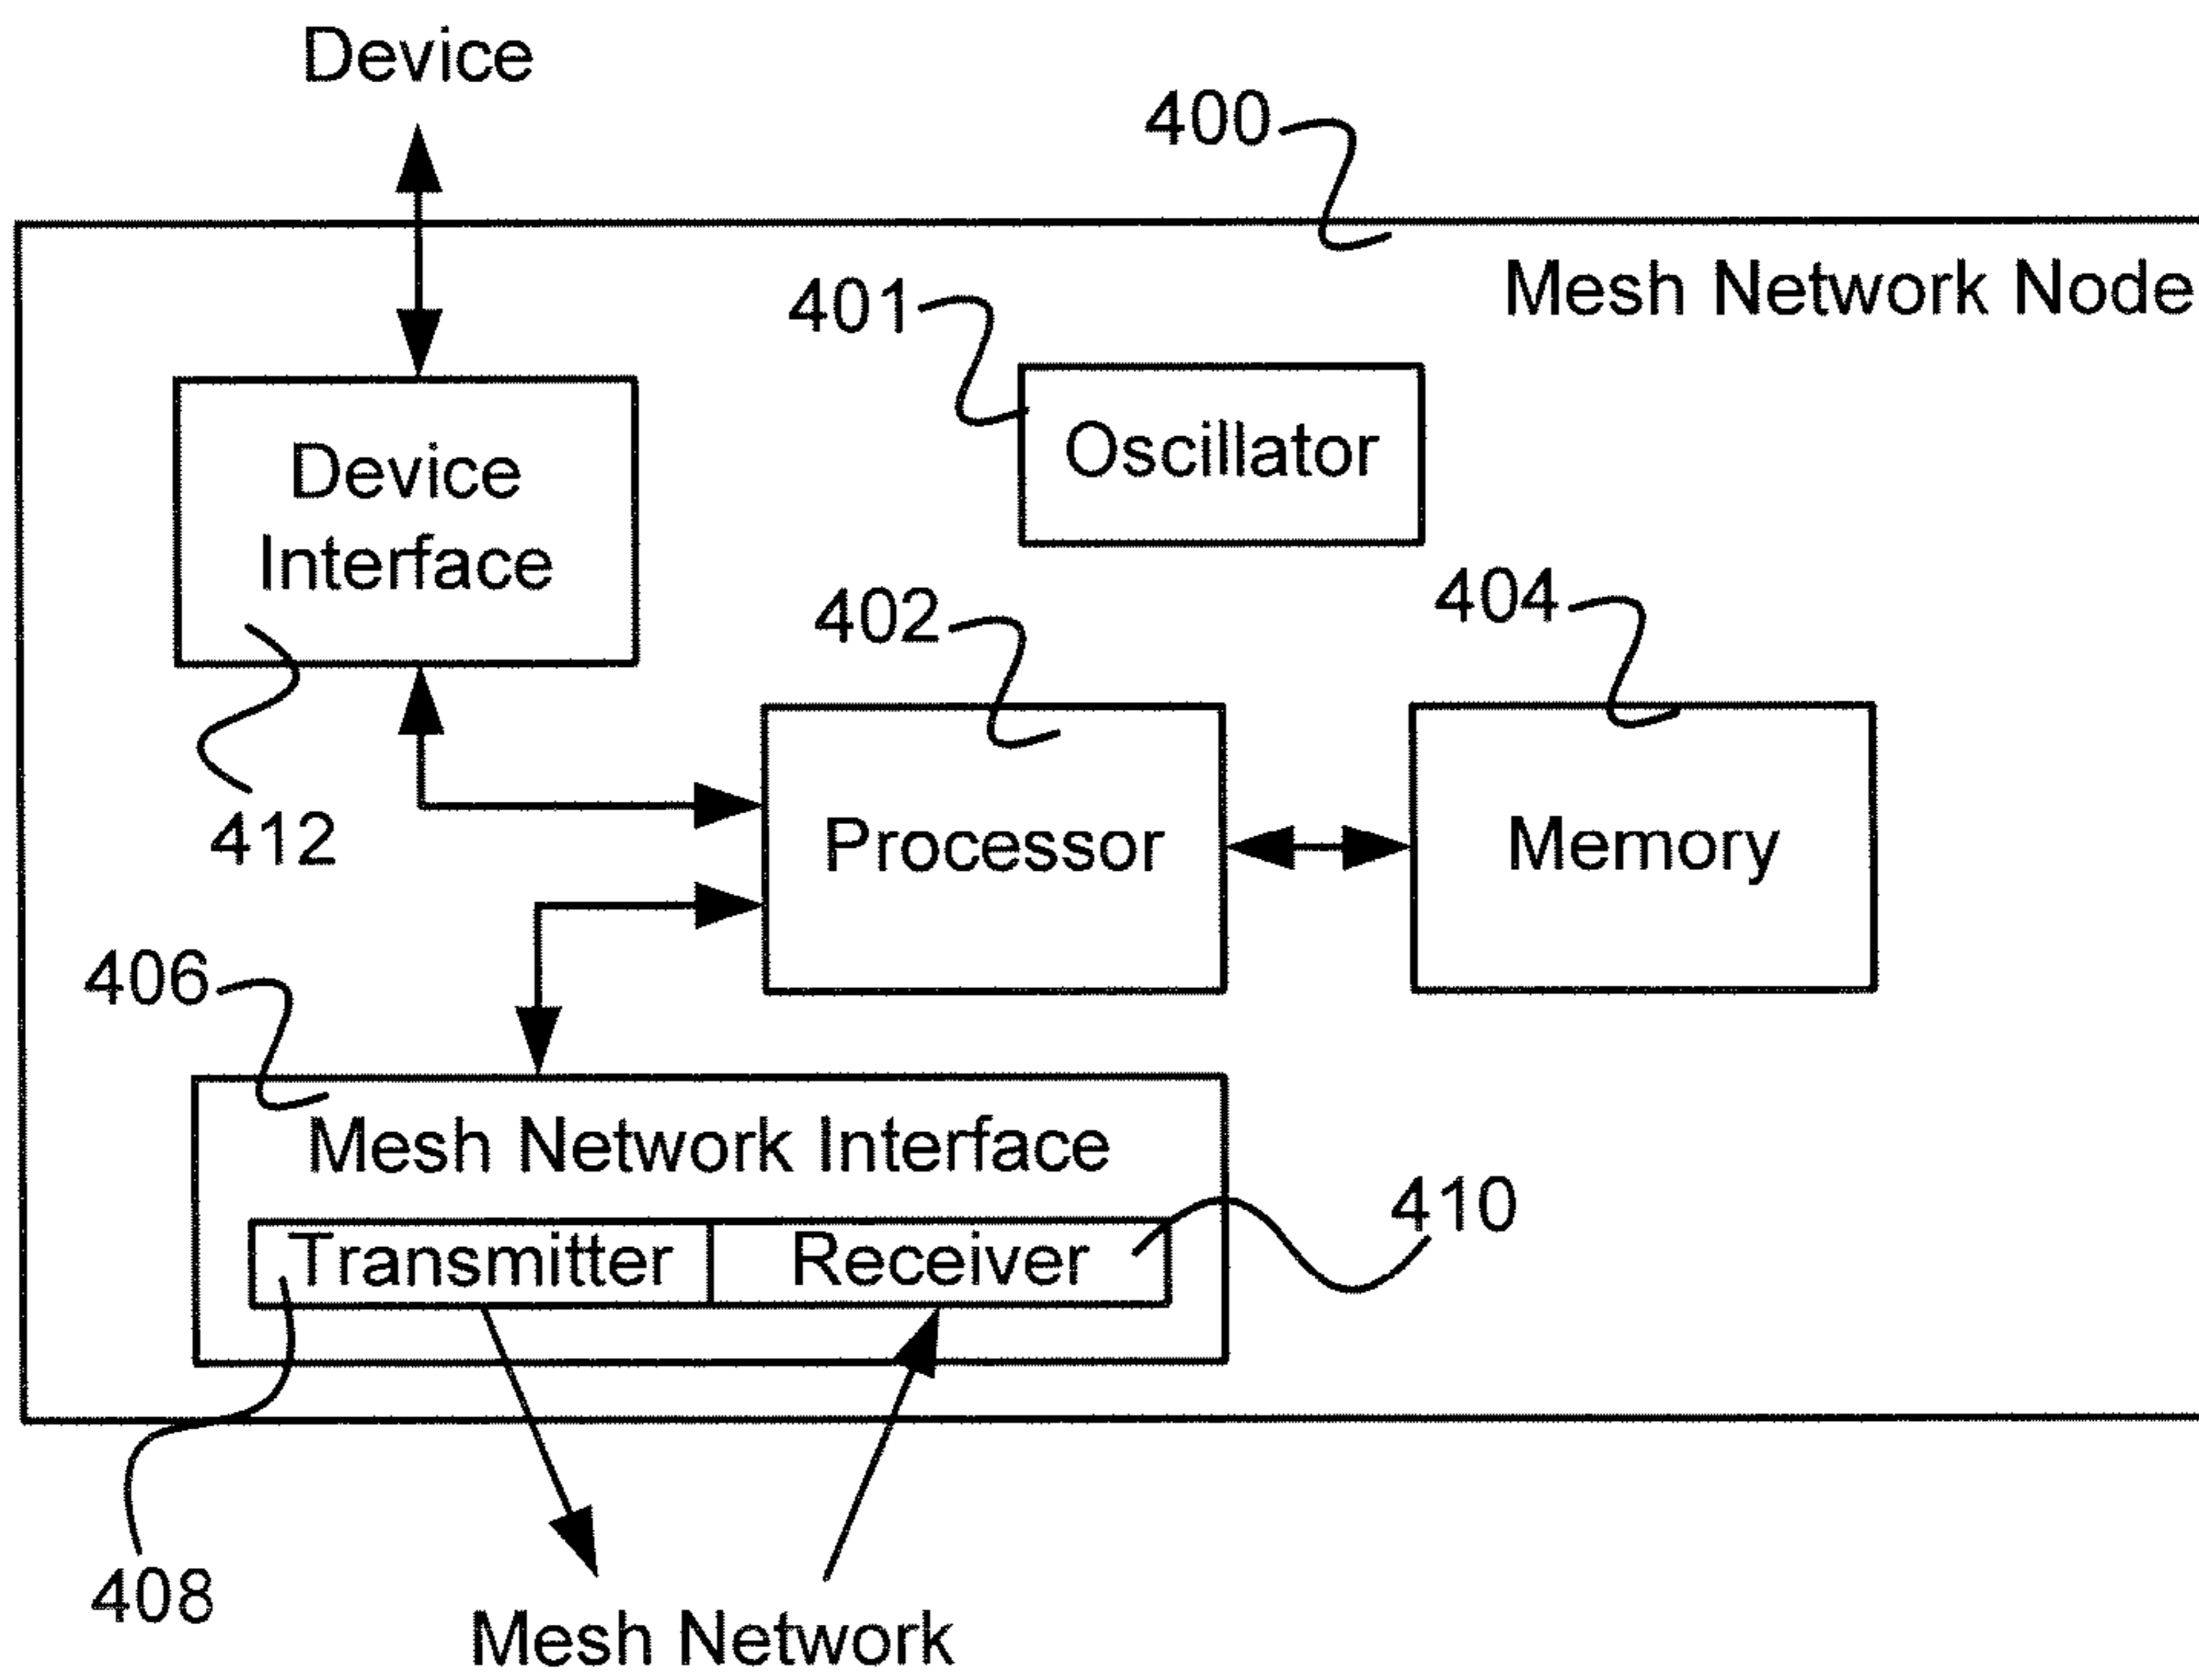 Device
400
Mesh Network Node
401
Oscillator
Device
Interface
402
404
412
Processor
Memory
406
Mesh Network Interface
410
Transmitter
Receiver
408
Mesh Network